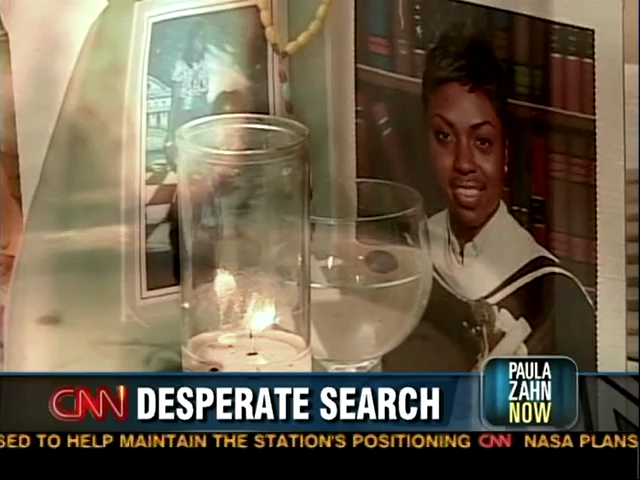 CNN DESPERATE SEARCH
PAULA
ZAHN
NOW
SED TO HELP MAINTAIN THE STATION'S POSITIONING CNN NASA PLANS